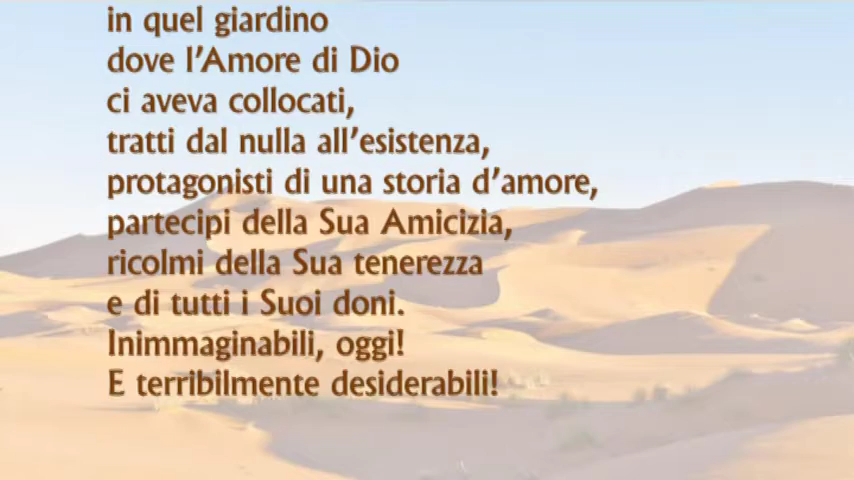 in quel giardino
dove l’Amore di Dio
ci aveva collocati,
tratti dal nulla all’esistenza,
protagonisti di una storia d’amore,
partecipi della Sua Amicizia,
ricolmi della Sua tenerezza
e di tutti i Suoi doni.
Inimmaginabili, oggi!
E terribilmente desiderabili!